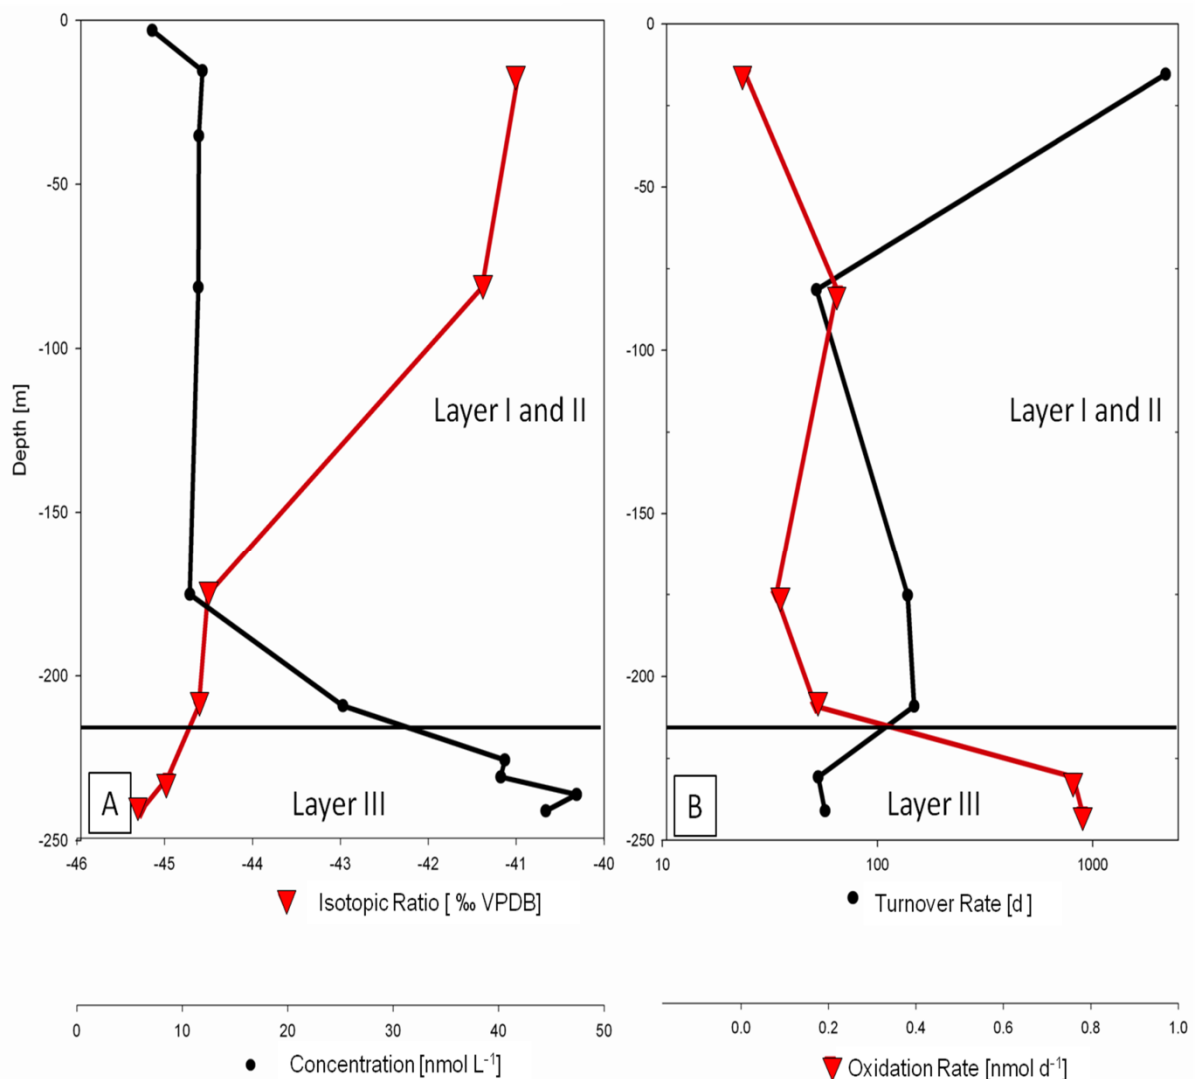 0
-50
-100
-150
-200
-250
Depth [m]
Layer I and II
A
Layer III
-46 -45 -44 -43 -42 -41 -40
Isotopic Ratio [ ‰ VPDB]
0 10 20 30 40 50
Concentration [nmol L⁻¹]
0
-50
-100
-150
-200
-250
Layer I and II
B
Layer III
10 100 1000
Turnover Rate [d ]
0.0 0.2 0.4 0.6 0.8 1.0
Oxidation Rate [nmol d⁻¹]